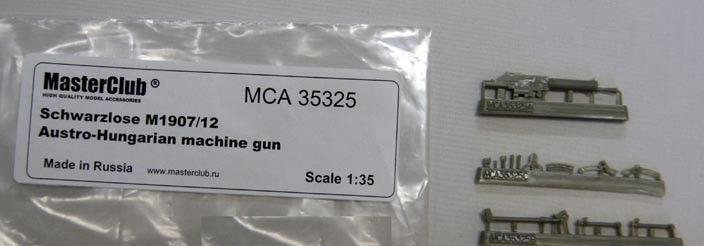 MasterClub®
HIGH QUALITY MODEL ACCESSORIES
MCA 35325
Schwarzlose M1907/12
Austro-Hungarian machine gun
Made in Russia
www.masterclub.ru
Scale 1:35
MCA35325C